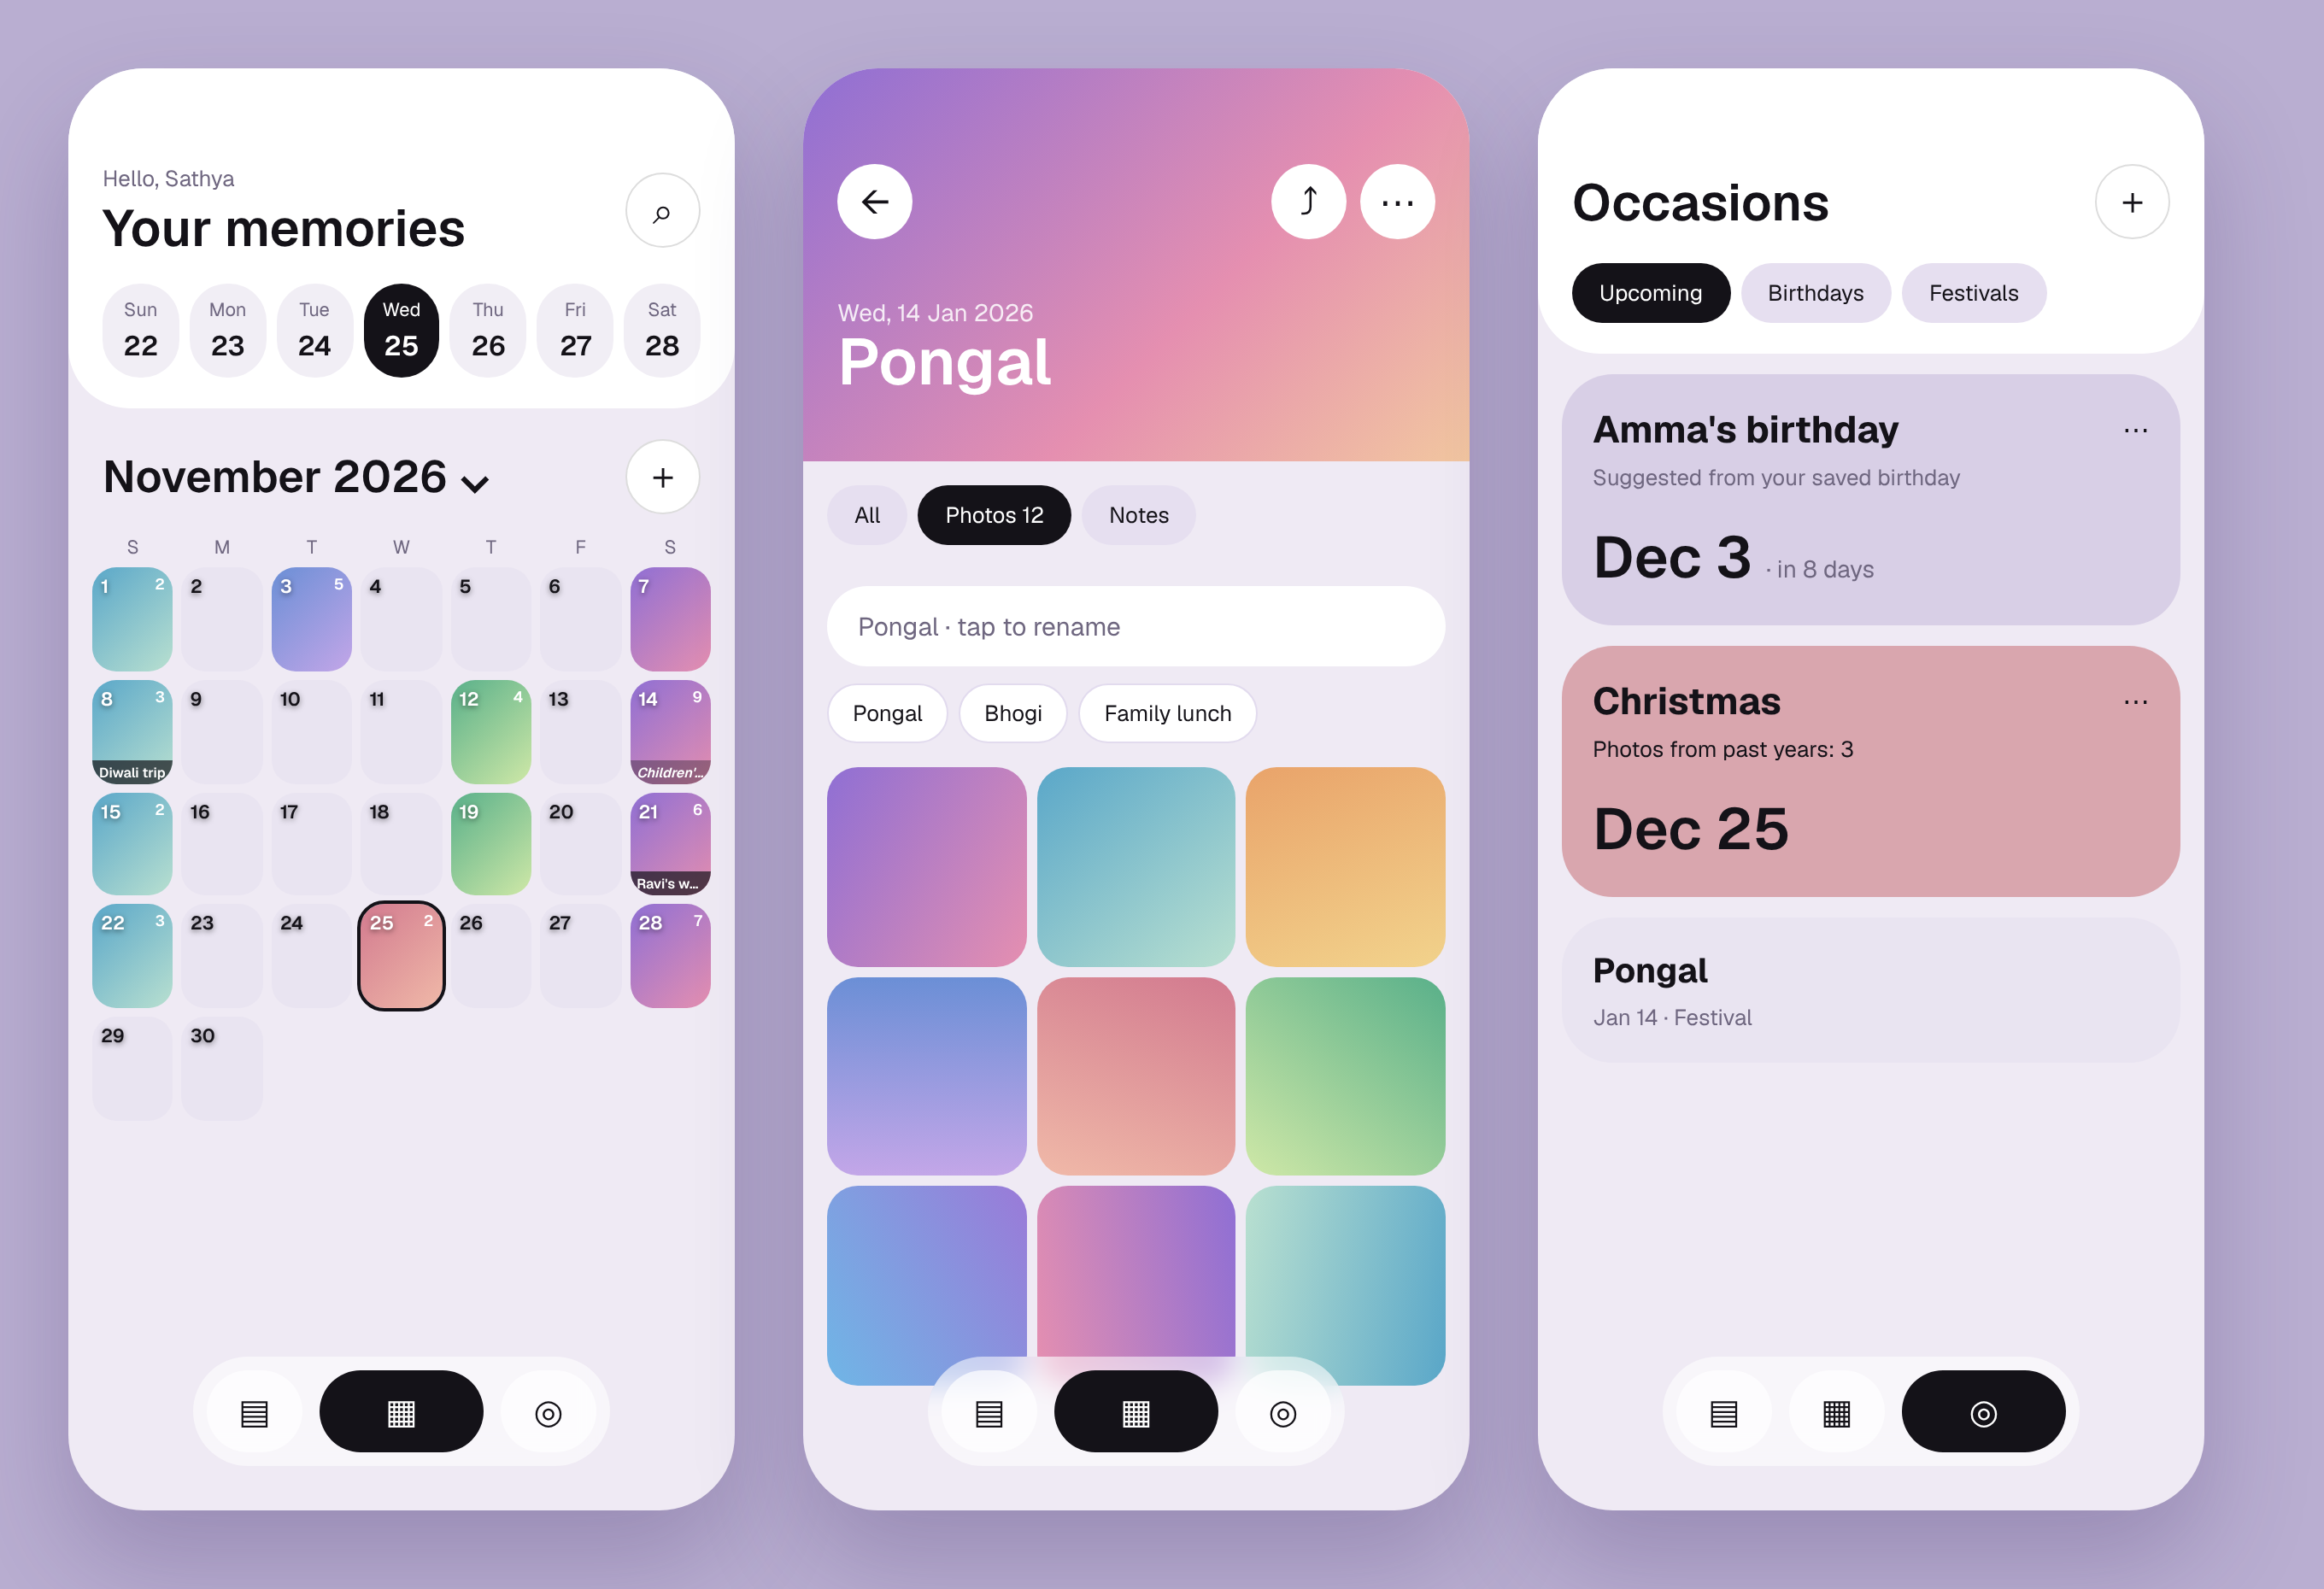 Hello, Sathya
Your memories
Sun Mon Tue Wed Thu Fri Sat
22 23 24 25 26 27 28
November 2026
+
S M T W T F S
1 2 2 3 5 4 5 6 7
8 3 9 10 11 12 4 13 14 9
Diwali trip Children'...
15 2 16 17 18 19 20 21 6
Ravi's w...
22 3 23 24 25 2 26 27 28 7
29 30
Wed, 14 Jan 2026
Pongal
All Photos 12 Notes
Pongal · tap to rename
Pongal Bhogi Family lunch
Occasions
+
Upcoming Birthdays Festivals
Amma's birthday
Suggested from your saved birthday
Dec 3 · in 8 days
Christmas
Photos from past years: 3
Dec 25
Pongal
Jan 14 · Festival